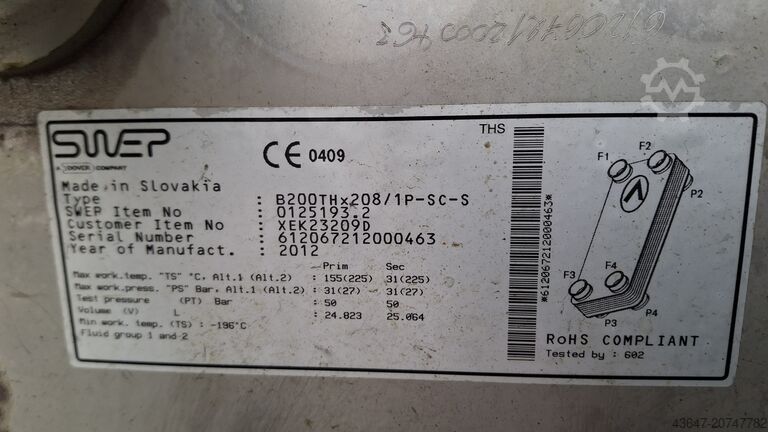 612067212000463
SWEP
A DOVER COMPANY
CE 0409
THS
Made in Slovakia
Type : B200THx208/1P-SC-S
SWEP Item No : 0125193.2
Customer Item No : XEK23209D
Serial Number : 612067212000463
Year of Manufact. : 2012
Prim Sec
Max work.temp. "TS" °C, Alt.1 (Alt.2) : 155(225) 31(225)
Max work.press. "PS" Bar, Alt.1 (Alt.2) : 31(27) 31(27)
Test pressure (PT) Bar : 50 50
Volume (V) L : 24.823 25.064
Min work. temp. (TS) : -196°C
Fluid group 1 and 2
*612067212000463*
F1
F2
P2
F3
F4
P3
P4
RoHS COMPLIANT
Tested by : 602
43647-20747782